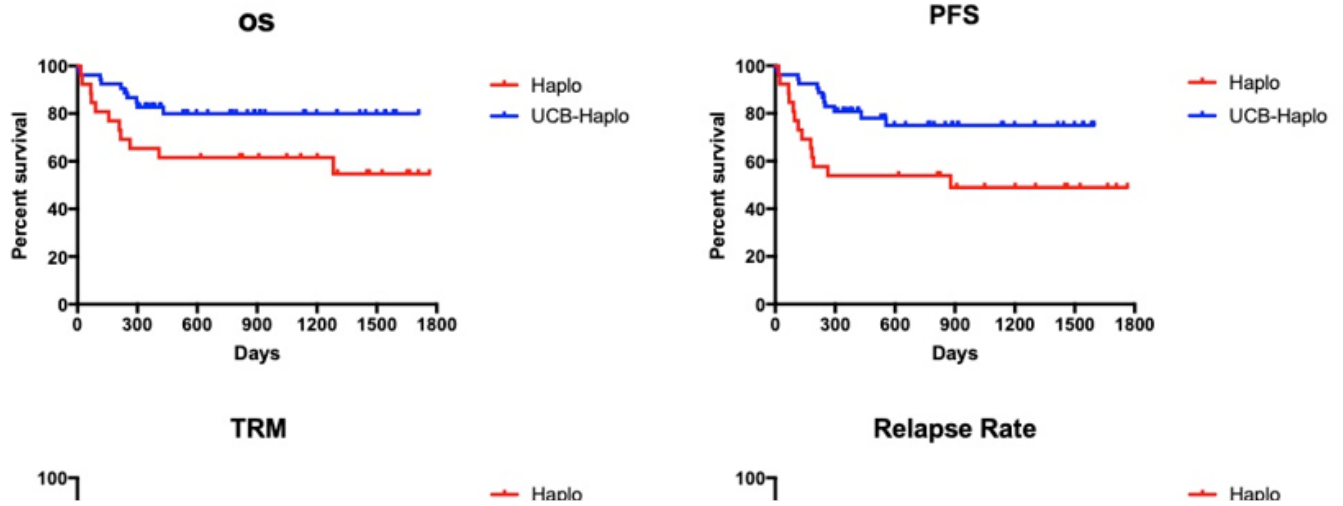 OS
100
80
60
40
20
0
Percent survival
0 300 600 900 1200 1500 1800
Days
Haplo
UCB-Haplo
PFS
100
80
60
40
20
0
Percent survival
0 300 600 900 1200 1500 1800
Days
Haplo
UCB-Haplo
TRM
100
Haplo
Relapse Rate
100
Haplo